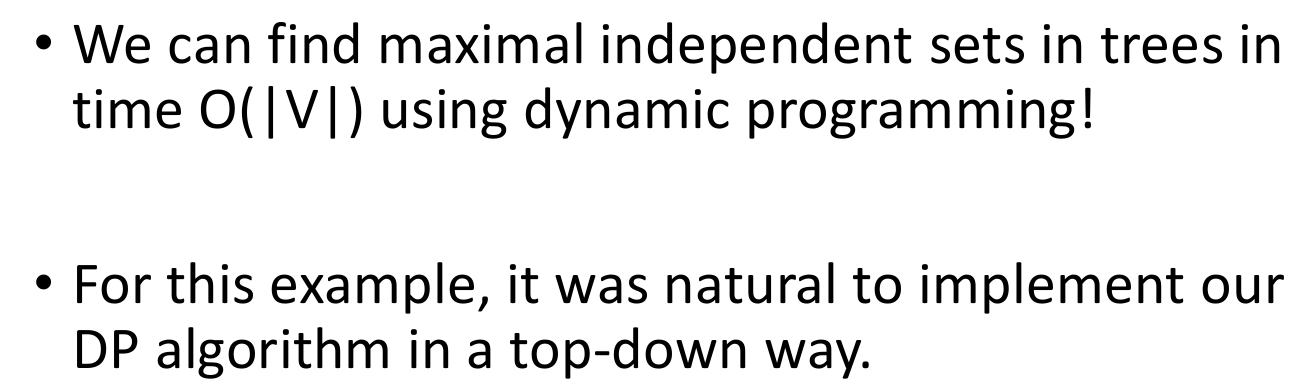 • We can find maximal independent sets in trees in
time O(|V|) using dynamic programming!
• For this example, it was natural to implement our
DP algorithm in a top-down way.